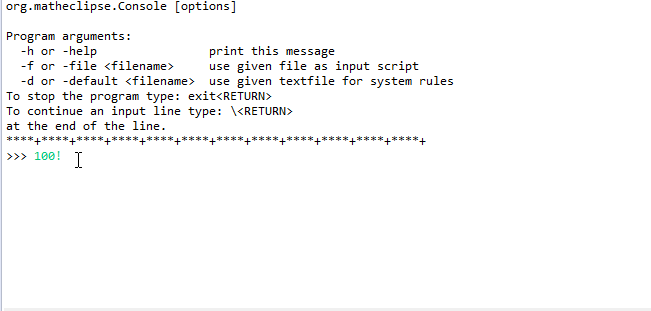 org.matheclipse.Console [options]
Program arguments:
-h or -help print this message
-f or -file <filename> use given file as input script
-d or -default <filename> use given textfile for system rules
To stop the program type: exit<RETURN>
To continue an input line type: \<RETURN>
at the end of the line.
****+****+****+****+****+****+****+****+****+****+****+****+
>>> 100!